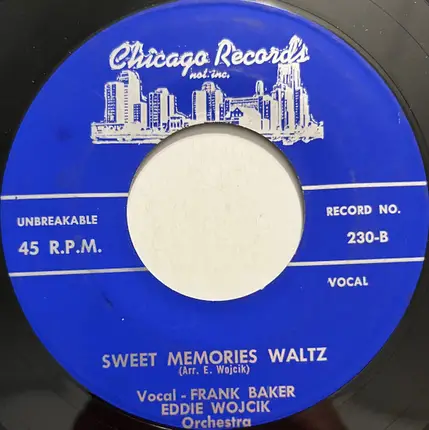 Chicago Records
not inc.
UNBREAKABLE
45 R.P.M.
RECORD NO.
230-B
VOCAL
SWEET MEMORIES WALTZ
(Arr. E. Wojcik)
Vocal - FRANK BAKER
EDDIE WOJCIK
Orchestra